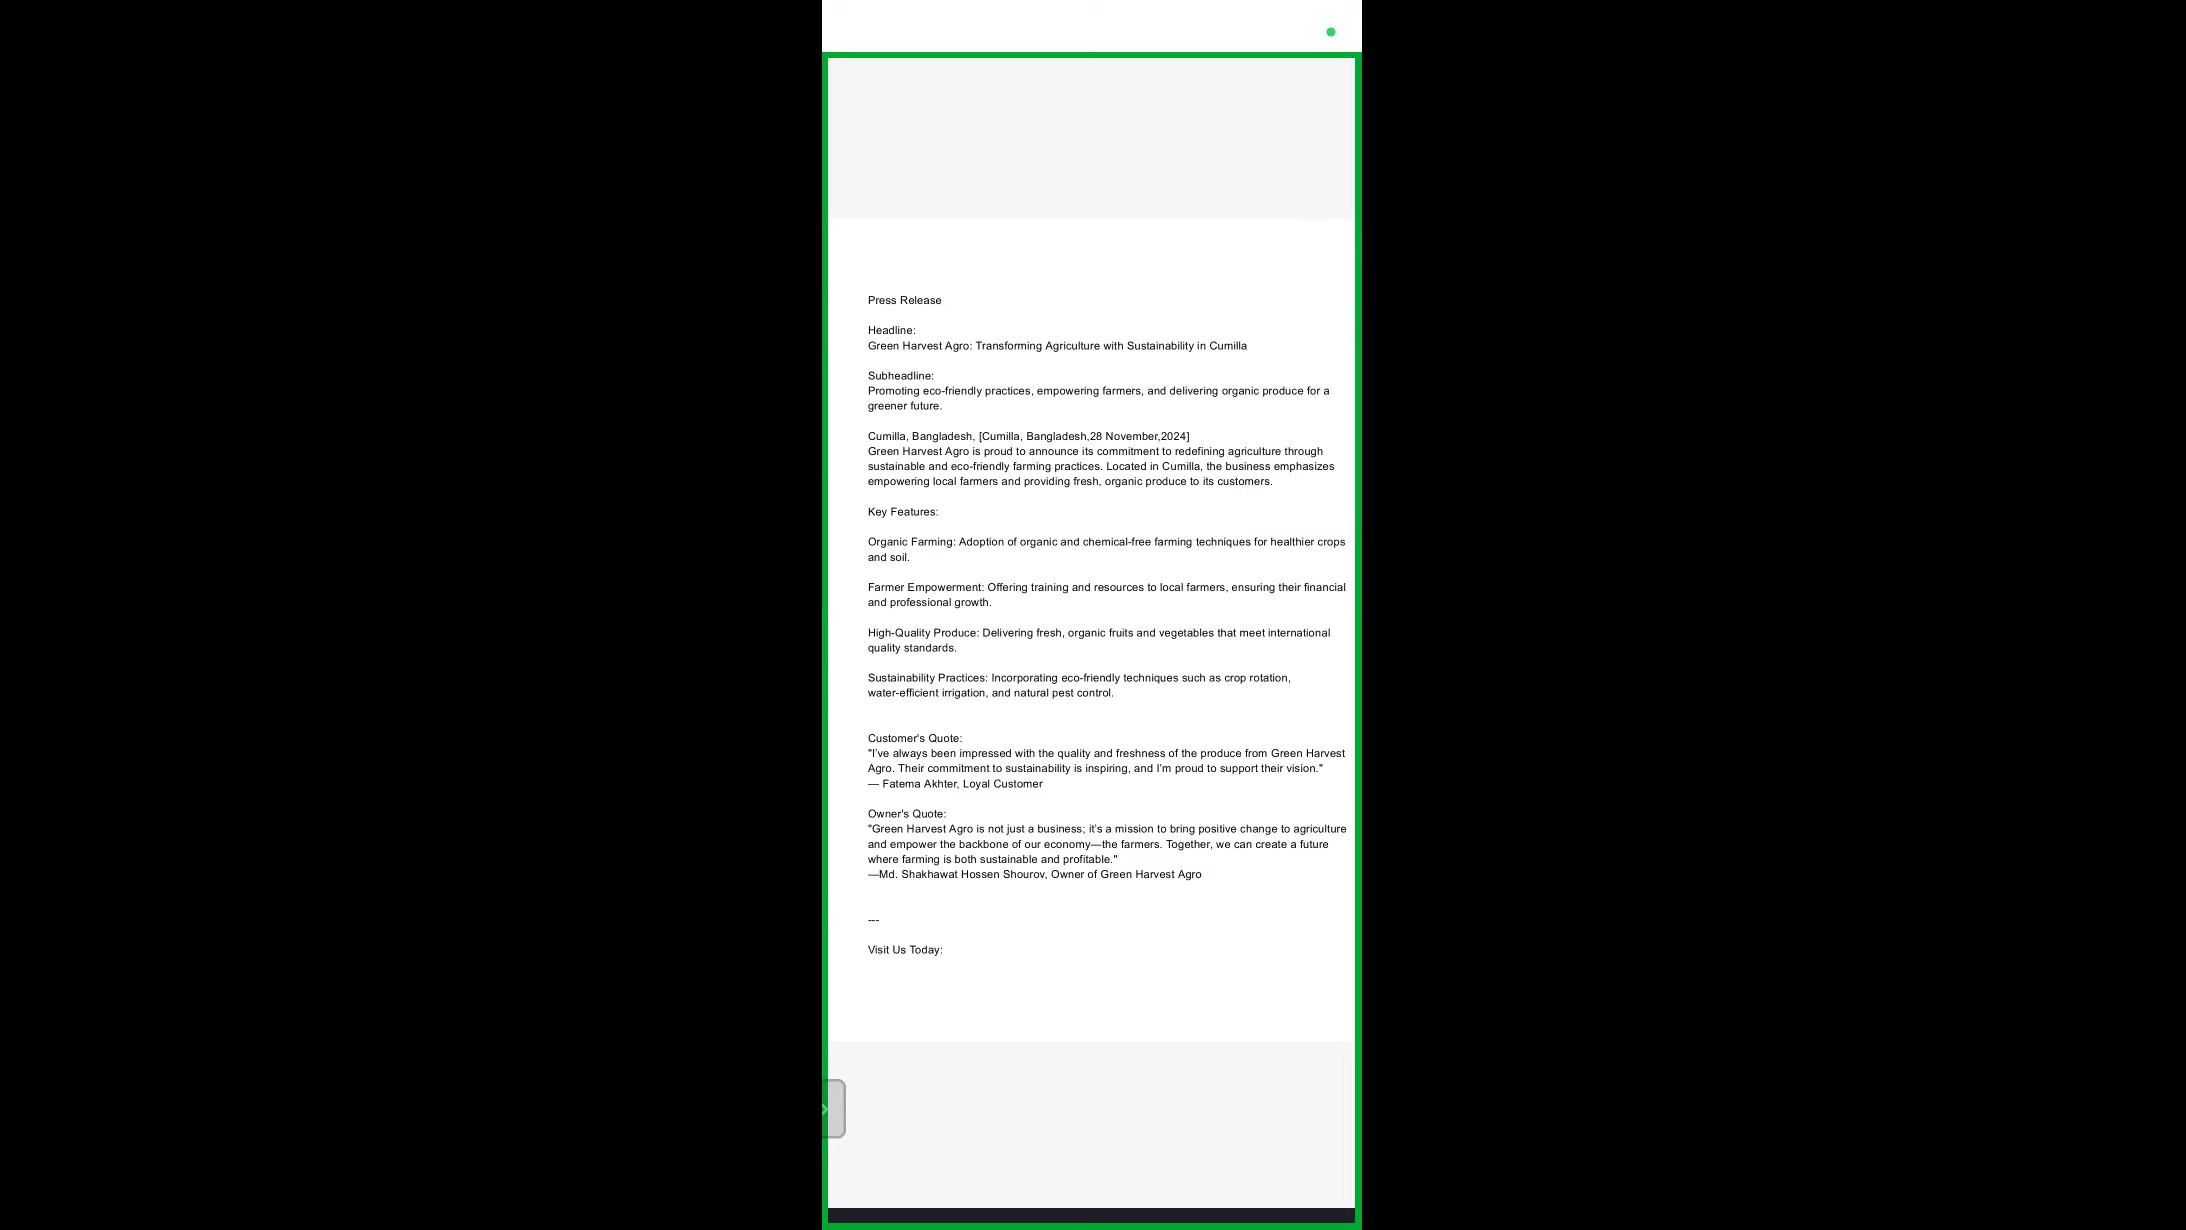 Press Release
Headline:
Green Harvest Agro: Transforming Agriculture with Sustainability in Cumilla
Subheadline:
Promoting eco-friendly practices, empowering farmers, and delivering organic produce for a
greener future.
Cumilla, Bangladesh, [Cumilla, Bangladesh,28 November,2024]
Green Harvest Agro is proud to announce its commitment to redefining agriculture through
sustainable and eco-friendly farming practices. Located in Cumilla, the business emphasizes
empowering local farmers and providing fresh, organic produce to its customers.
Key Features:
Organic Farming: Adoption of organic and chemical-free farming techniques for healthier crops
and soil.
Farmer Empowerment: Offering training and resources to local farmers, ensuring their financial
and professional growth.
High-Quality Produce: Delivering fresh, organic fruits and vegetables that meet international
quality standards.
Sustainability Practices: Incorporating eco-friendly techniques such as crop rotation,
water-efficient irrigation, and natural pest control.
Customer's Quote:
"I've always been impressed with the quality and freshness of the produce from Green Harvest
Agro. Their commitment to sustainability is inspiring, and I'm proud to support their vision."
— Fatema Akhter, Loyal Customer
Owner's Quote:
"Green Harvest Agro is not just a business; it's a mission to bring positive change to agriculture
and empower the backbone of our economy—the farmers. Together, we can create a future
where farming is both sustainable and profitable."
—Md. Shakhawat Hossen Shourov, Owner of Green Harvest Agro
---
Visit Us Today: